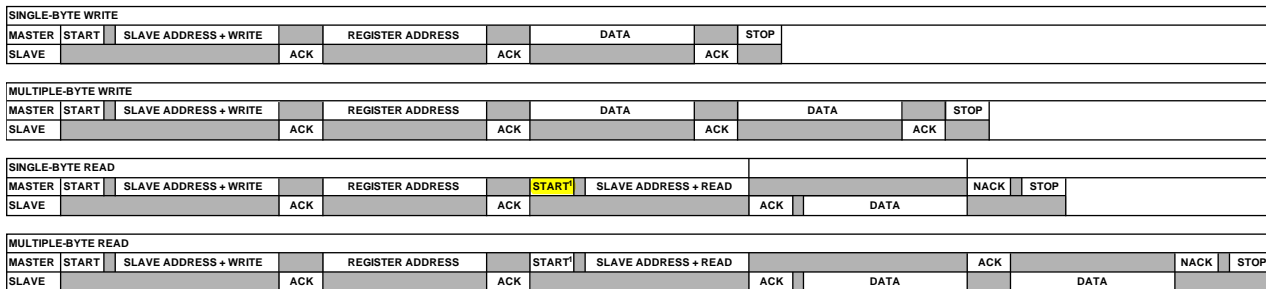 SINGLE-BYTE WRITE
MASTER START SLAVE ADDRESS + WRITE REGISTER ADDRESS DATA STOP
SLAVE ACK ACK ACK
MULTIPLE-BYTE WRITE
MASTER START SLAVE ADDRESS + WRITE REGISTER ADDRESS DATA DATA STOP
SLAVE ACK ACK ACK ACK
SINGLE-BYTE READ
MASTER START SLAVE ADDRESS + WRITE REGISTER ADDRESS START¹ SLAVE ADDRESS + READ NACK STOP
SLAVE ACK ACK ACK DATA
MULTIPLE-BYTE READ
MASTER START SLAVE ADDRESS + WRITE REGISTER ADDRESS START¹ SLAVE ADDRESS + READ ACK NACK STOP
SLAVE ACK ACK ACK DATA DATA